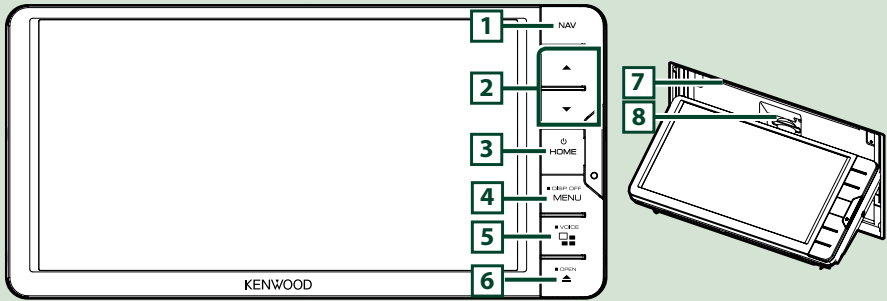 1 NAV
2
3 HOME
4 DISP OFF
MENU
5 VOICE
6 OPEN
KENWOOD
7
8